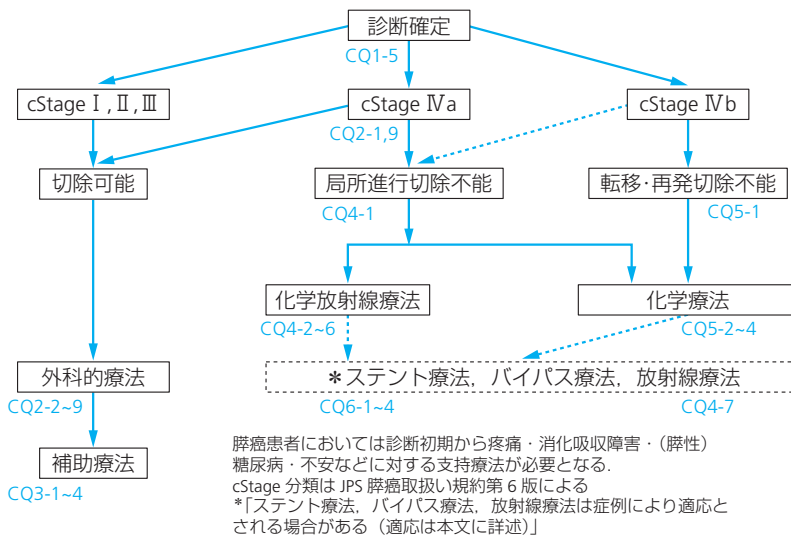 診断確定
CQ1-5
cStage Ⅰ,Ⅱ,Ⅲ
cStage Ⅳa
cStage Ⅳb
CQ2-1,9
切除可能
局所進行切除不能
転移・再発切除不能
CQ4-1
CQ5-1
化学放射線療法
化学療法
CQ4-2~6
CQ5-2~4
外科的療法
*ステント療法，バイパス療法，放射線療法
CQ2-2~9
CQ6-1~4
CQ4-7
補助療法
CQ3-1~4
膵癌患者においては診断初期から疼痛・消化吸収障害・(膵性)
糖尿病・不安などに対する支持療法が必要となる.
cStage 分類は JPS 膵癌取扱い規約第 6 版による
*「ステント療法，バイパス療法，放射線療法は症例により適応と
される場合がある（適応は本文に詳述）」